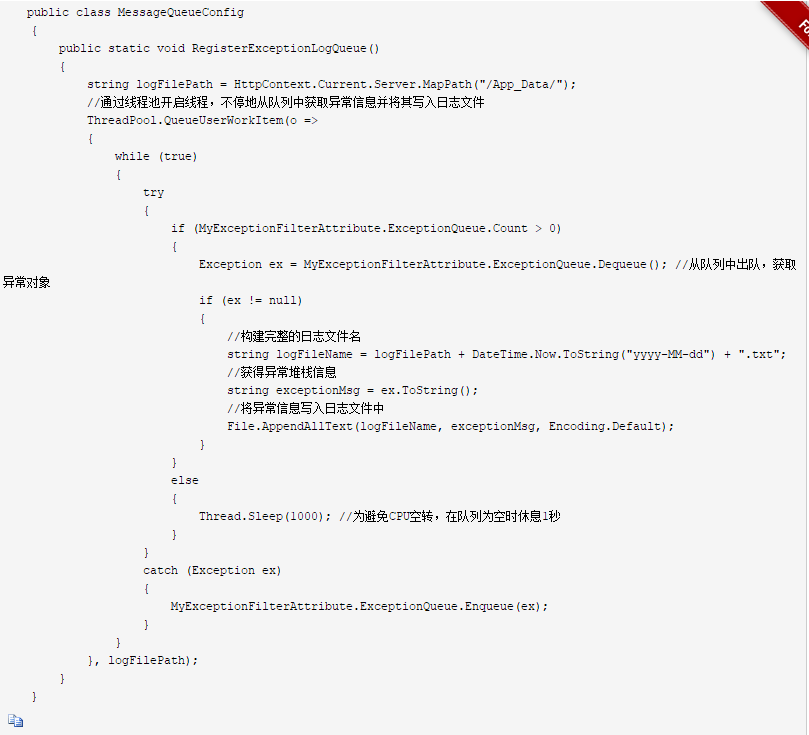 public class MessageQueueConfig
{
public static void RegisterExceptionLogQueue()
{
string logFilePath = HttpContext.Current.Server.MapPath("/App_Data/");
//通过线程池开启线程，不停地从队列中获取异常信息并将其写入日志文件
ThreadPool.QueueUserWorkItem(o =>
{
while (true)
{
try
{
if (MyExceptionFilterAttribute.ExceptionQueue.Count > 0)
{
Exception ex = MyExceptionFilterAttribute.ExceptionQueue.Dequeue(); //从队列中出队，获取
异常对象
if (ex != null)
{
//构建完整的日志文件名
string logFileName = logFilePath + DateTime.Now.ToString("yyyy-MM-dd") + ".txt";
//获得异常堆栈信息
string exceptionMsg = ex.ToString();
//将异常信息写入日志文件中
File.AppendAllText(logFileName, exceptionMsg, Encoding.Default);
}
}
else
{
Thread.Sleep(1000); //为避免CPU空转，在队列为空时休息1秒
}
}
catch (Exception ex)
{
MyExceptionFilterAttribute.ExceptionQueue.Enqueue(ex);
}
}
}, logFilePath);
}
}